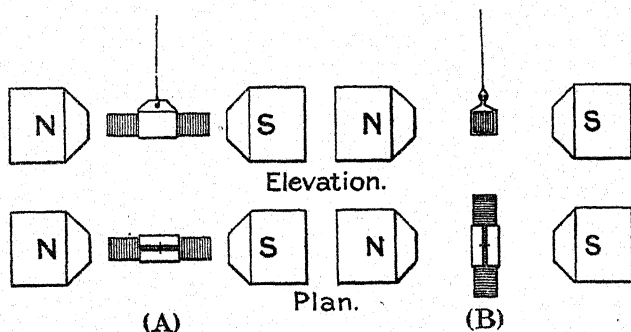 N S N S
Elevation.
N S N S
Plan.
(A) (B)